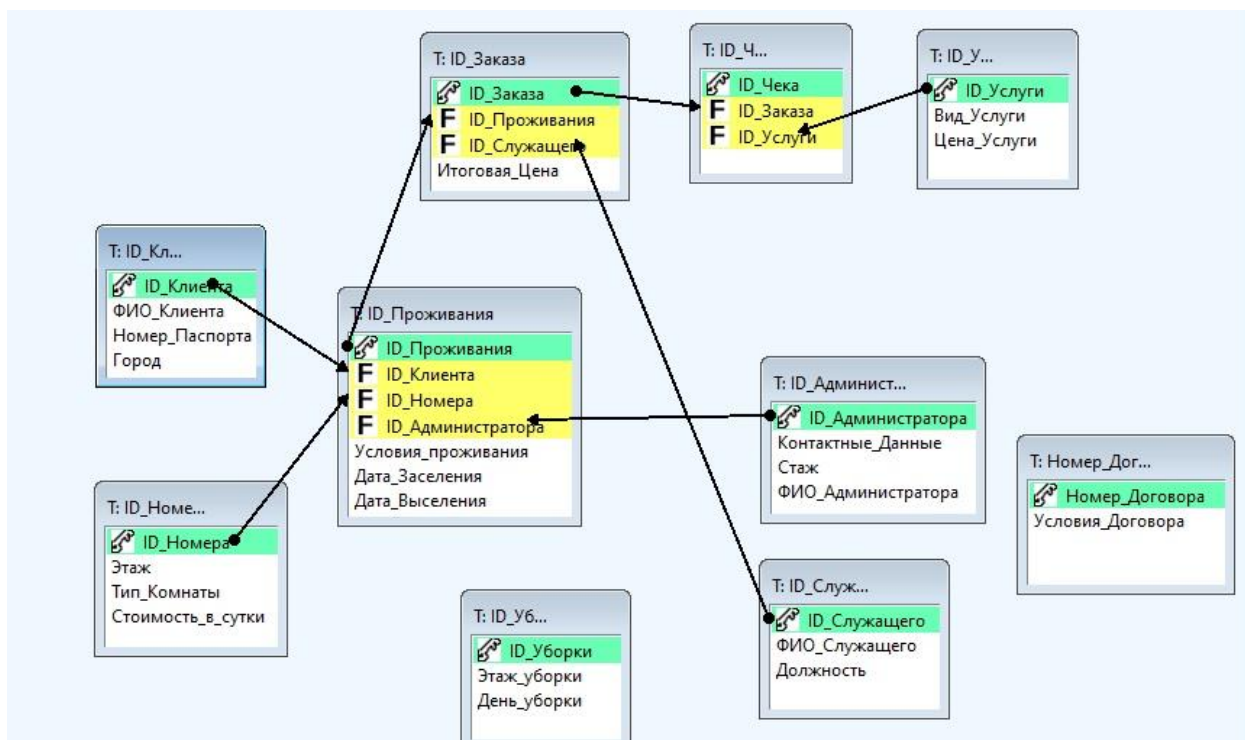 T: ID_Заказа
ID_Заказа
F ID_Проживания
F ID_Служащего
Итоговая_Цена
T: ID_Ч...
ID_Чека
F ID_Заказа
F ID_Услуги
T: ID_У...
ID_Услуги
Вид_Услуги
Цена_Услуги
T: ID_Кл...
ID_Клиента
ФИО_Клиента
Номер_Паспорта
Город
T: ID_Проживания
ID_Проживания
F ID_Клиента
F ID_Номера
F ID_Администратора
Условия_проживания
Дата_Заселения
Дата_Выселения
T: ID_Админист...
ID_Администратора
Контактные_Данные
Стаж
ФИО_Администратора
T: Номер_Дог...
Номер_Договора
Условия_Договора
T: ID_Номе...
ID_Номера
Этаж
Тип_Комнаты
Стоимость_в_сутки
T: ID_Уб...
ID_Уборки
Этаж_уборки
День_уборки
T: ID_Служ...
ID_Служащего
ФИО_Служащего
Должность